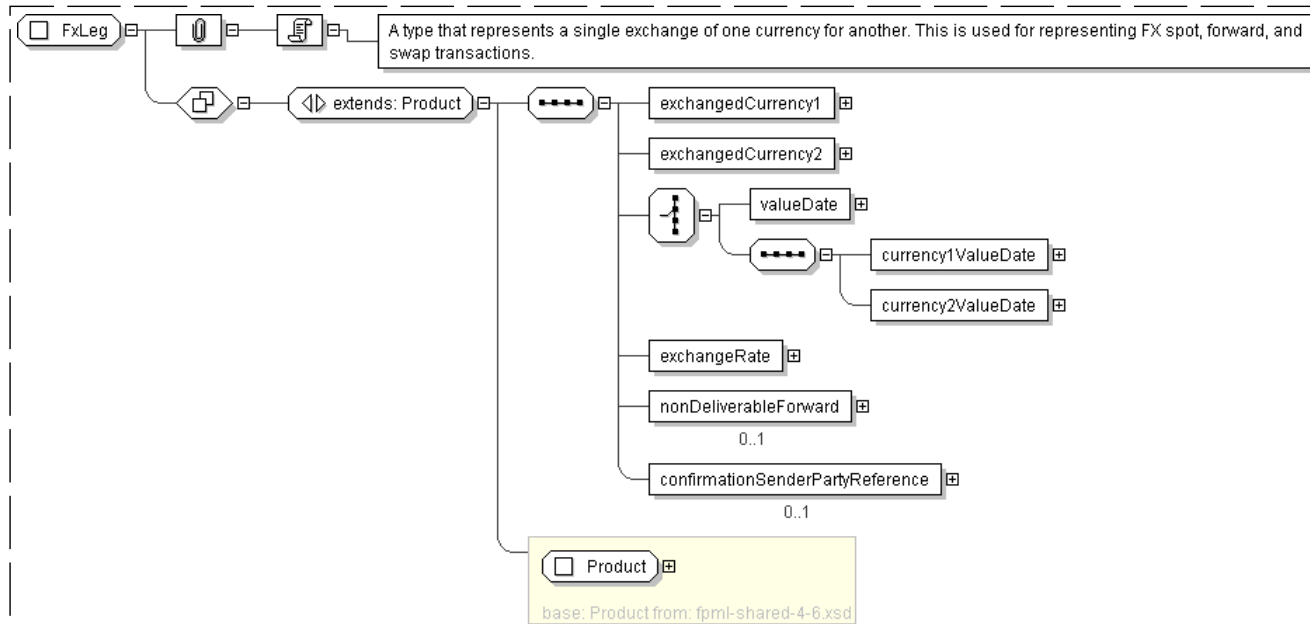 FxLeg
A type that represents a single exchange of one currency for another. This is used for representing FX spot, forward, and
swap transactions.
extends: Product
exchangedCurrency1
exchangedCurrency2
valueDate
currency1ValueDate
currency2ValueDate
exchangeRate
nonDeliverableForward
0..1
confirmationSenderPartyReference
0..1
Product
base: Product from: fpml-shared-4-6.xsd